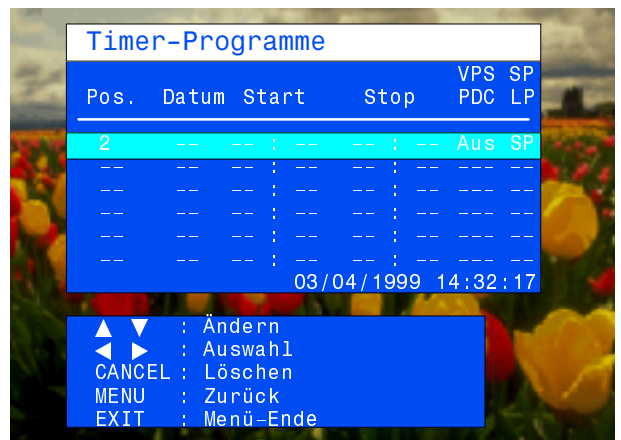 Timer-Programme
VPS SP
Pos. Datum Start Stop PDC LP
2 -- -- : -- -- : -- Aus SP
-- -- -- : -- -- : -- --- --
-- -- -- : -- -- : -- --- --
-- -- -- : -- -- : -- --- --
-- -- -- : -- -- : -- --- --
-- -- -- : -- -- : -- --- --
03/04/1999 14:32:17
▲ ▼ : Ändern
◀ ▶ : Auswahl
CANCEL : Löschen
MENU : Zurück
EXIT : Menü-Ende